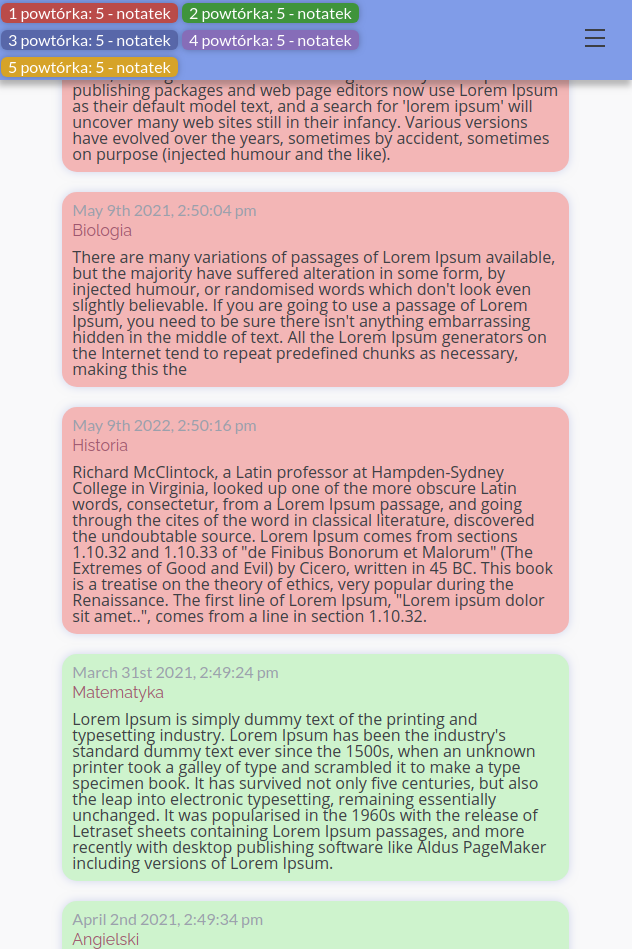 1 powtórka: 5 - notatek
2 powtórka: 5 - notatek
3 powtórka: 5 - notatek
4 powtórka: 5 - notatek
5 powtórka: 5 - notatek
publishing packages and web page editors now use Lorem Ipsum
as their default model text, and a search for 'lorem ipsum' will
uncover many web sites still in their infancy. Various versions
have evolved over the years, sometimes by accident, sometimes
on purpose (injected humour and the like).
May 9th 2021, 2:50:04 pm
Biologia
There are many variations of passages of Lorem Ipsum available,
but the majority have suffered alteration in some form, by
injected humour, or randomised words which don't look even
slightly believable. If you are going to use a passage of Lorem
Ipsum, you need to be sure there isn't anything embarrassing
hidden in the middle of text. All the Lorem Ipsum generators on
the Internet tend to repeat predefined chunks as necessary,
making this the
May 9th 2022, 2:50:16 pm
Historia
Richard McClintock, a Latin professor at Hampden-Sydney
College in Virginia, looked up one of the more obscure Latin
words, consectetur, from a Lorem Ipsum passage, and going
through the cites of the word in classical literature, discovered
the undoubtable source. Lorem Ipsum comes from sections
1.10.32 and 1.10.33 of "de Finibus Bonorum et Malorum" (The
Extremes of Good and Evil) by Cicero, written in 45 BC. This book
is a treatise on the theory of ethics, very popular during the
Renaissance. The first line of Lorem Ipsum, "Lorem ipsum dolor
sit amet..", comes from a line in section 1.10.32.
March 31st 2021, 2:49:24 pm
Matematyka
Lorem Ipsum is simply dummy text of the printing and
typesetting industry. Lorem Ipsum has been the industry's
standard dummy text ever since the 1500s, when an unknown
printer took a galley of type and scrambled it to make a type
specimen book. It has survived not only five centuries, but also
the leap into electronic typesetting, remaining essentially
unchanged. It was popularised in the 1960s with the release of
Letraset sheets containing Lorem Ipsum passages, and more
recently with desktop publishing software like Aldus PageMaker
including versions of Lorem Ipsum.
April 2nd 2021, 2:49:34 pm
Angielski